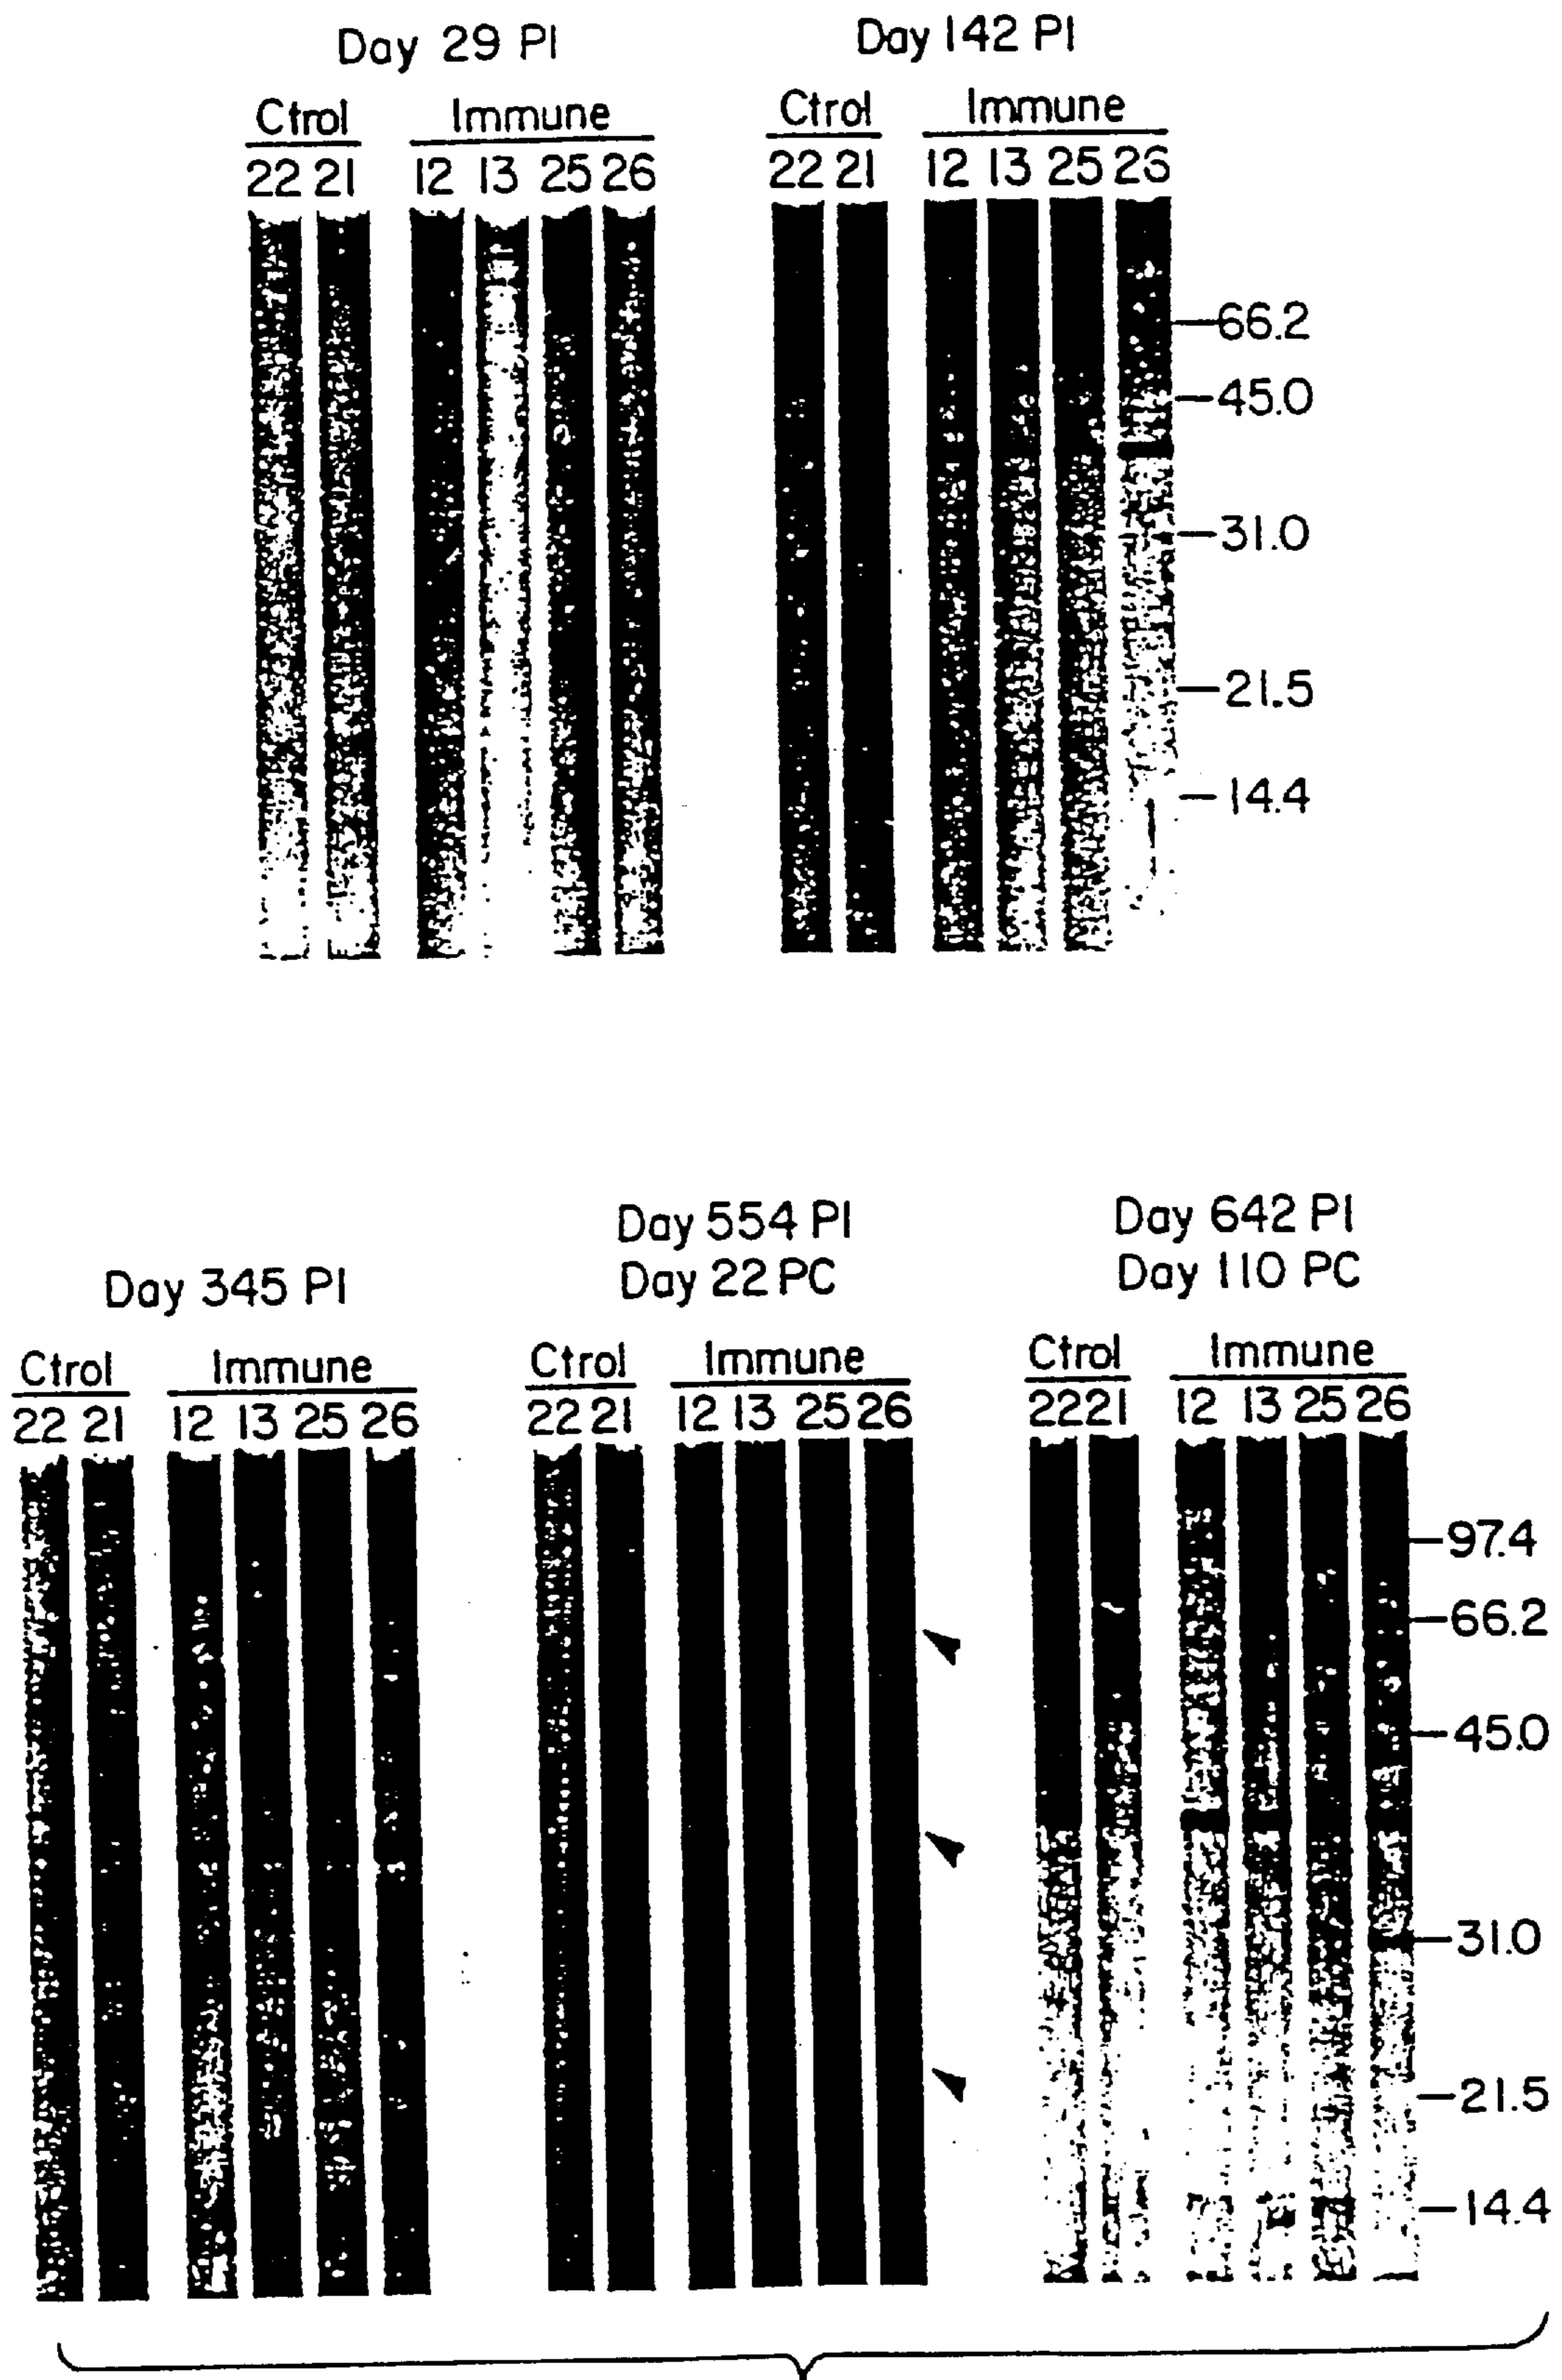 Day 29 PI
Ctrol Immune
22 21 12 13 25 26
Day 142 PI
Ctrol Immune
22 21 12 13 25 26
66.2
45.0
31.0
21.5
14.4
Day 345 PI
Ctrol Immune
22 21 12 13 25 26
Day 554 PI
Day 22 PC
Ctrol Immune
22 21 12 13 25 26
Day 642 PI
Day 110 PC
Ctrol Immune
22 21 12 13 25 26
97.4
66.2
45.0
31.0
21.5
14.4